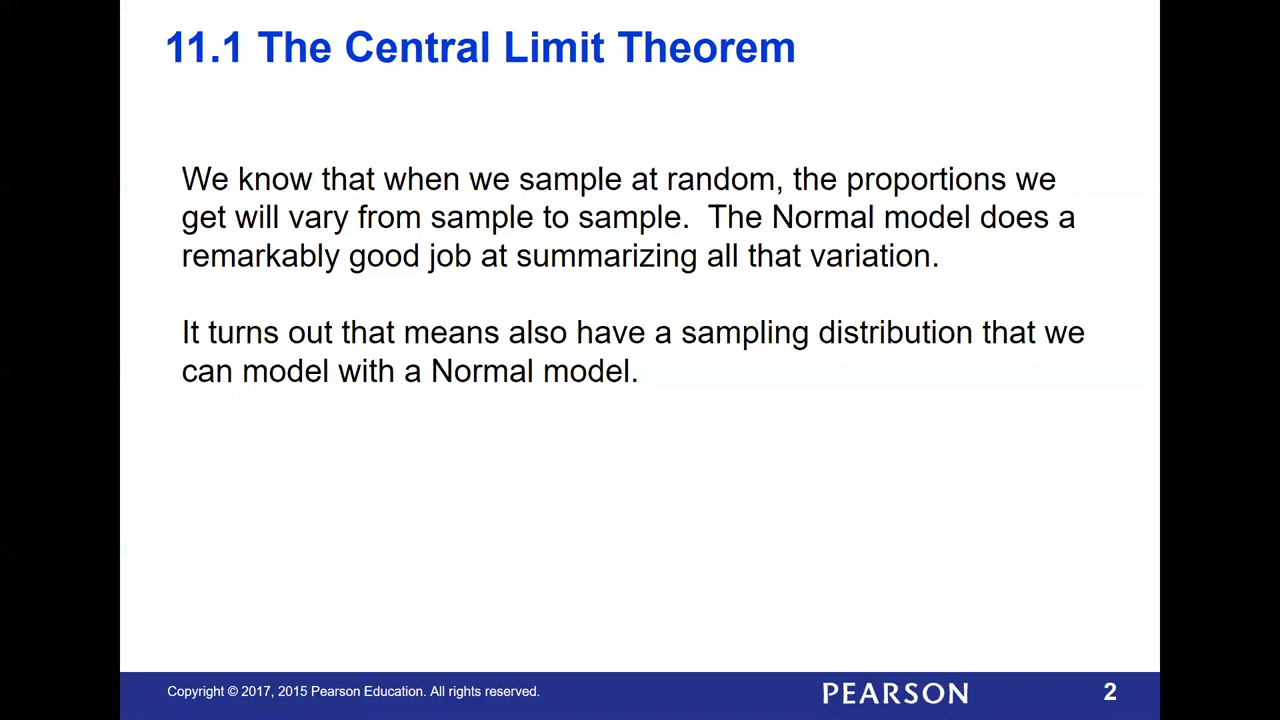 11.1 The Central Limit Theorem
We know that when we sample at random, the proportions we
get will vary from sample to sample.  The Normal model does a
remarkably good job at summarizing all that variation.
It turns out that means also have a sampling distribution that we
can model with a Normal model.
Copyright © 2017, 2015 Pearson Education. All rights reserved.
PEARSON
2